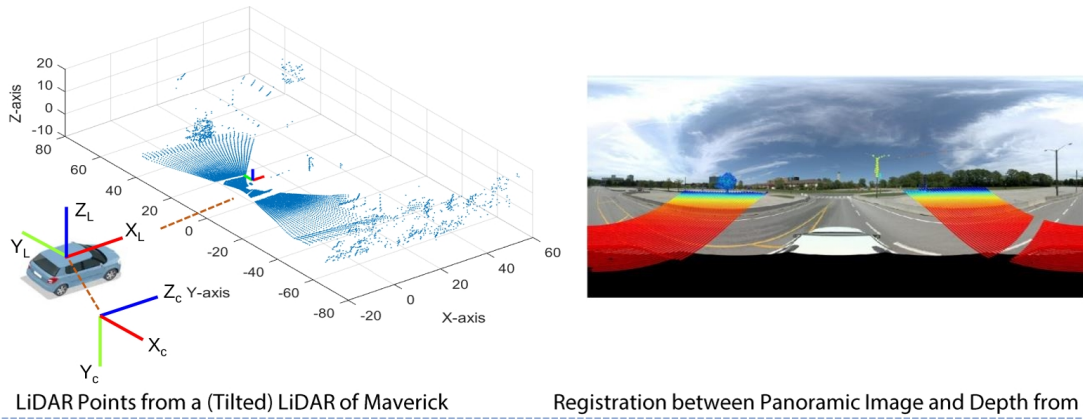 Z-axis
20
10
0
-10
80
60
40
20
0
-20
-40
-60
-80
Y-axis
-20
0
20
40
60
X-axis
Z_L
Y_L
X_L
Z_c
X_c
Y_c
LiDAR Points from a (Tilted) LiDAR of Maverick
Registration between Panoramic Image and Depth from